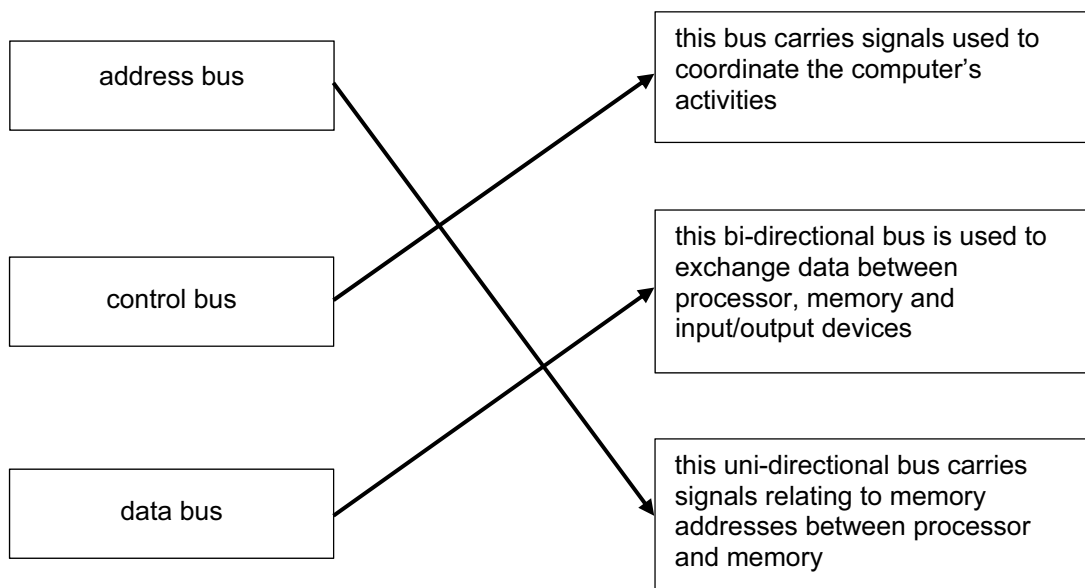 address bus
control bus
data bus
this bus carries signals used to
coordinate the computer’s
activities
this bi-directional bus is used to
exchange data between
processor, memory and
input/output devices
this uni-directional bus carries
signals relating to memory
addresses between processor
and memory